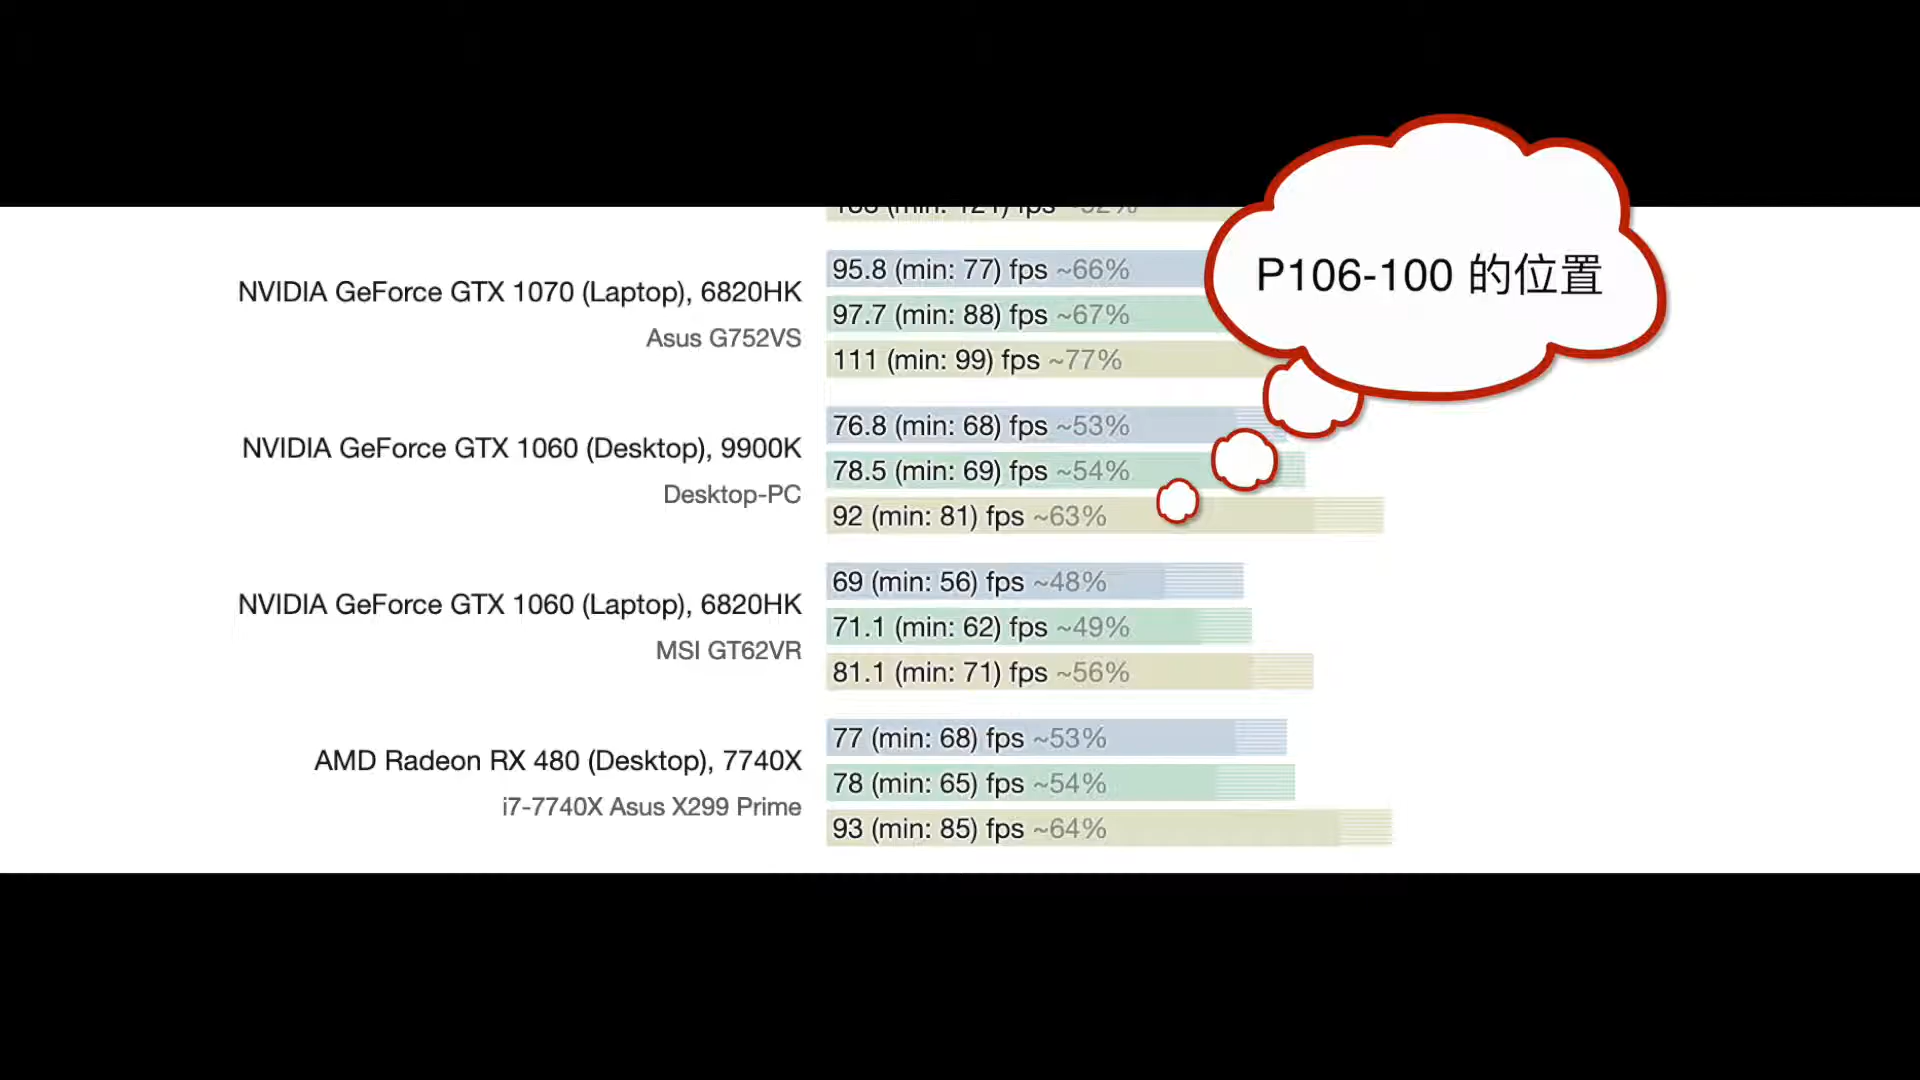 P106-100 的位置
NVIDIA GeForce GTX 1070 (Laptop), 6820HK
Asus G752VS
95.8 (min: 77) fps ~66%
97.7 (min: 88) fps ~67%
111 (min: 99) fps ~77%
NVIDIA GeForce GTX 1060 (Desktop), 9900K
Desktop-PC
76.8 (min: 68) fps ~53%
78.5 (min: 69) fps ~54%
92 (min: 81) fps ~63%
NVIDIA GeForce GTX 1060 (Laptop), 6820HK
MSI GT62VR
69 (min: 56) fps ~48%
71.1 (min: 62) fps ~49%
81.1 (min: 71) fps ~56%
AMD Radeon RX 480 (Desktop), 7740X
i7-7740X Asus X299 Prime
77 (min: 68) fps ~53%
78 (min: 65) fps ~54%
93 (min: 85) fps ~64%